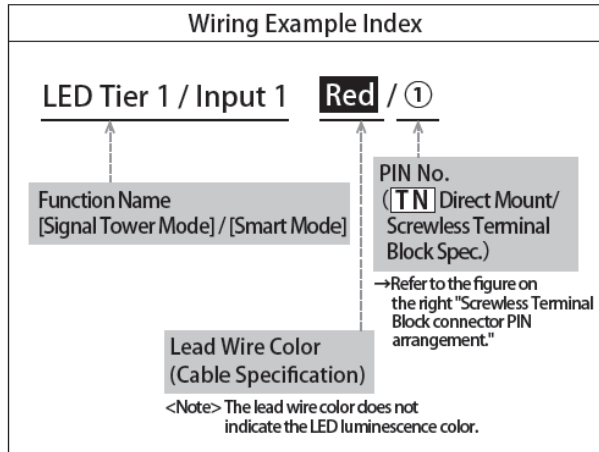 Wiring Example Index
LED Tier 1 / Input 1 Red / ①
Function Name
[Signal Tower Mode] / [Smart Mode]
PIN No.
(TN Direct Mount/
Screwless Terminal
Block Spec.)
→Refer to the figure on
the right "Screwless Terminal
Block connector PIN
arrangement."
Lead Wire Color
(Cable Specification)
<Note> The lead wire color does not
indicate the LED luminescence color.